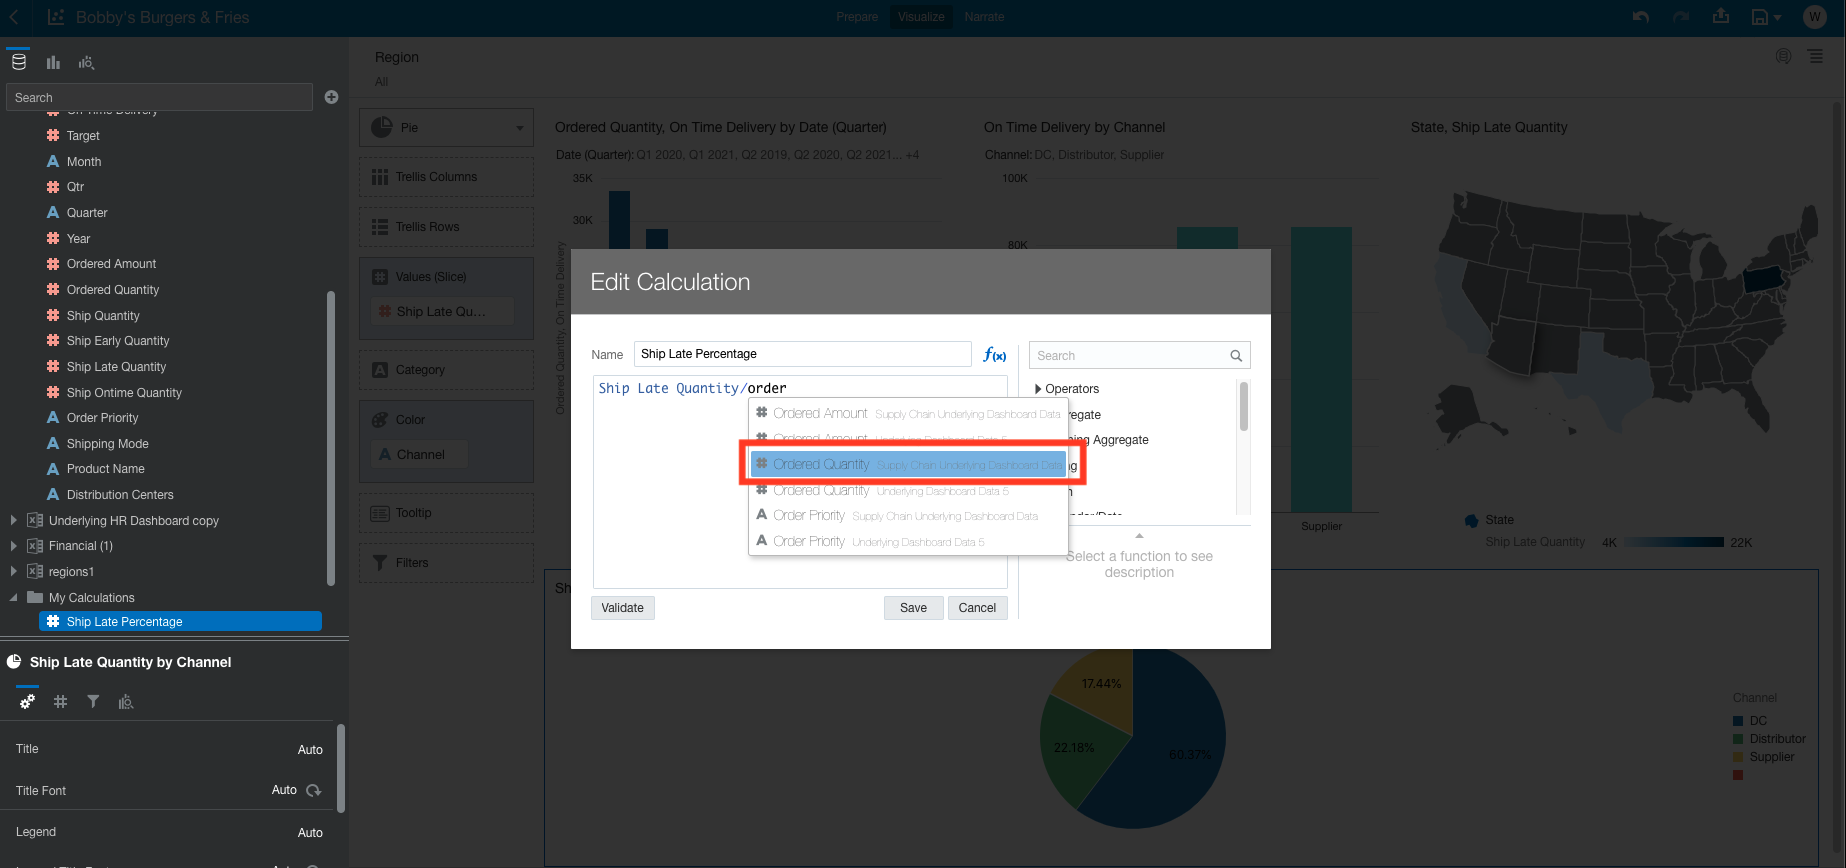 Bobby's Burgers & Fries
Prepare Visualize Narrate
W
Search
On Time Delivery
Target
Month
Qtr
Quarter
Year
Ordered Amount
Ordered Quantity
Ship Quantity
Ship Early Quantity
Ship Late Quantity
Ship Ontime Quantity
Order Priority
Shipping Mode
Product Name
Distribution Centers
Underlying HR Dashboard copy
Financial (1)
regions1
My Calculations
Ship Late Percentage
Ship Late Quantity by Channel
Title Auto
Title Font Auto
Legend Auto
Region
All
Pie
Trellis Columns
Trellis Rows
Values (Slice)
Ship Late Qu...
Category
Color
Channel
Tooltip
Filters
Ordered Quantity, On Time Delivery by Date (Quarter)
Date (Quarter): Q1 2020, Q1 2021, Q2 2019, Q2 2020, Q2 2021... +4
35K
30K
Ordered Quantity, On Time Delivery
On Time Delivery by Channel
Channel: DC, Distributor, Supplier
100K
80K
Supplier
State, Ship Late Quantity
State
Ship Late Quantity 4K 22K
Edit Calculation
Name Ship Late Percentage f(x)
Ship Late Quantity/order
Ordered Amount Supply Chain Underlying Dashboard Data
Ordered Amount Underlying Dashboard Data 5
Ordered Quantity Supply Chain Underlying Dashboard Data
Ordered Quantity Underlying Dashboard Data 5
Order Priority Supply Chain Underlying Dashboard Data
Order Priority Underlying Dashboard Data 5
Validate Save Cancel
Search
Operators
Aggregate
Select a function to see
description
Sh
17.44%
22.18%
60.37%
Channel
DC
Distributor
Supplier